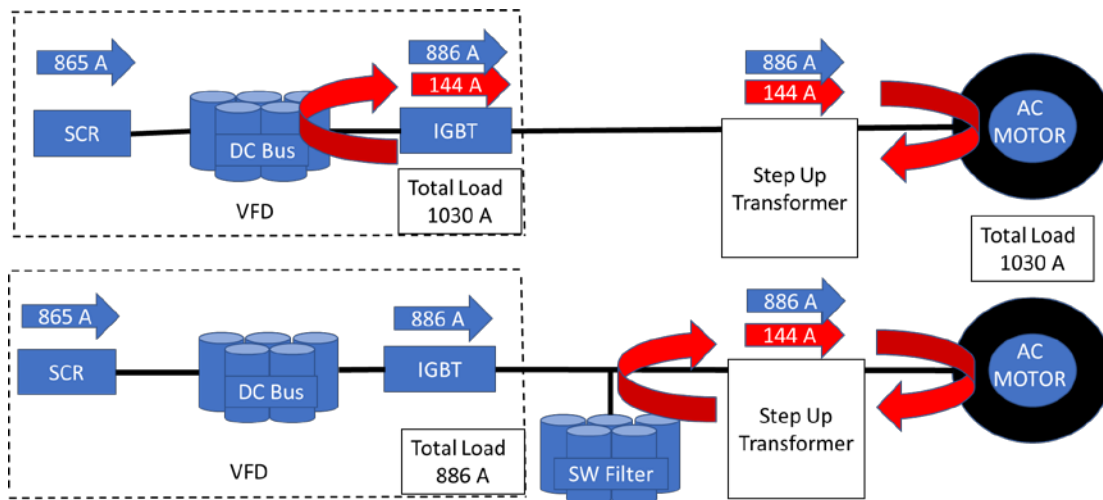 865 A
886 A
144 A
SCR
DC Bus
IGBT
VFD
Total Load
1030 A
886 A
144 A
Step Up
Transformer
AC
MOTOR
Total Load
1030 A
865 A
886 A
SCR
DC Bus
IGBT
VFD
Total Load
886 A
SW Filter
886 A
144 A
Step Up
Transformer
AC
MOTOR